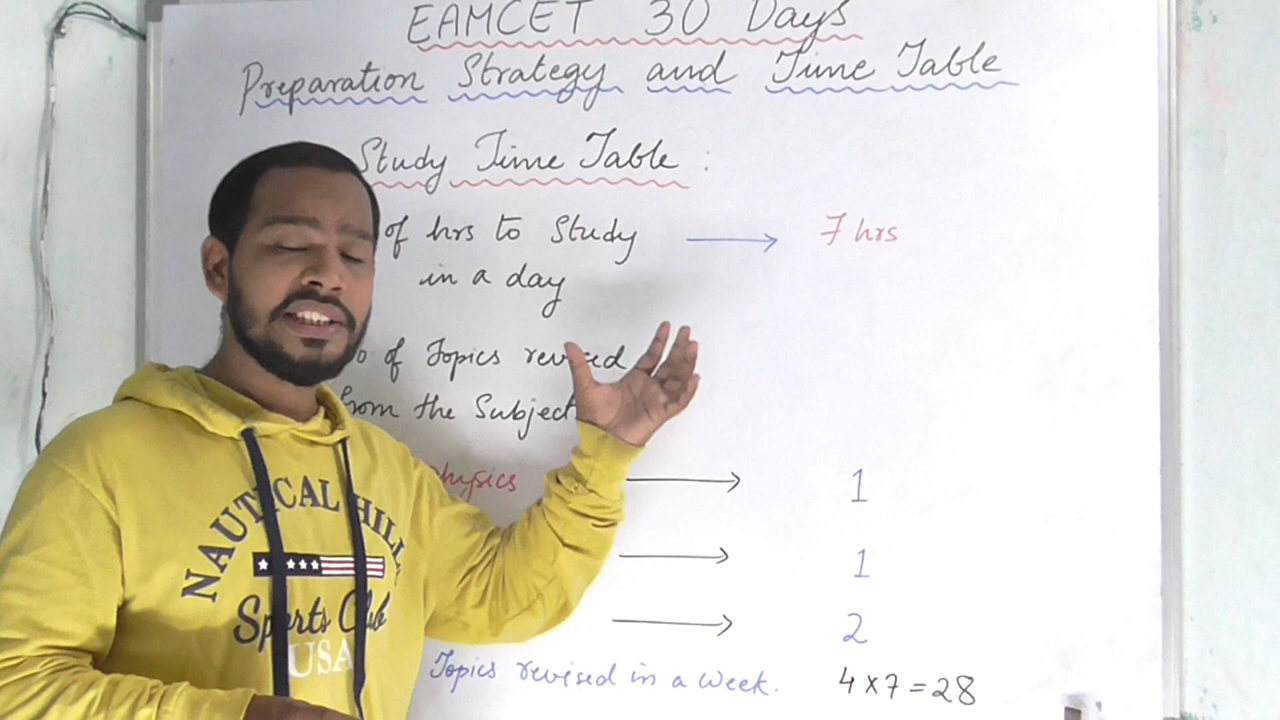 EAMCET 30 Days
Preparation Strategy and Time Table
Study Time Table :
of hrs to Study
in a day
7 hrs
of Topics revised
from the Subject
Physics
1
1
2
Topics revised in a week.
4 x 7 = 28
NAUTICAL HILL
Sports Club
USA